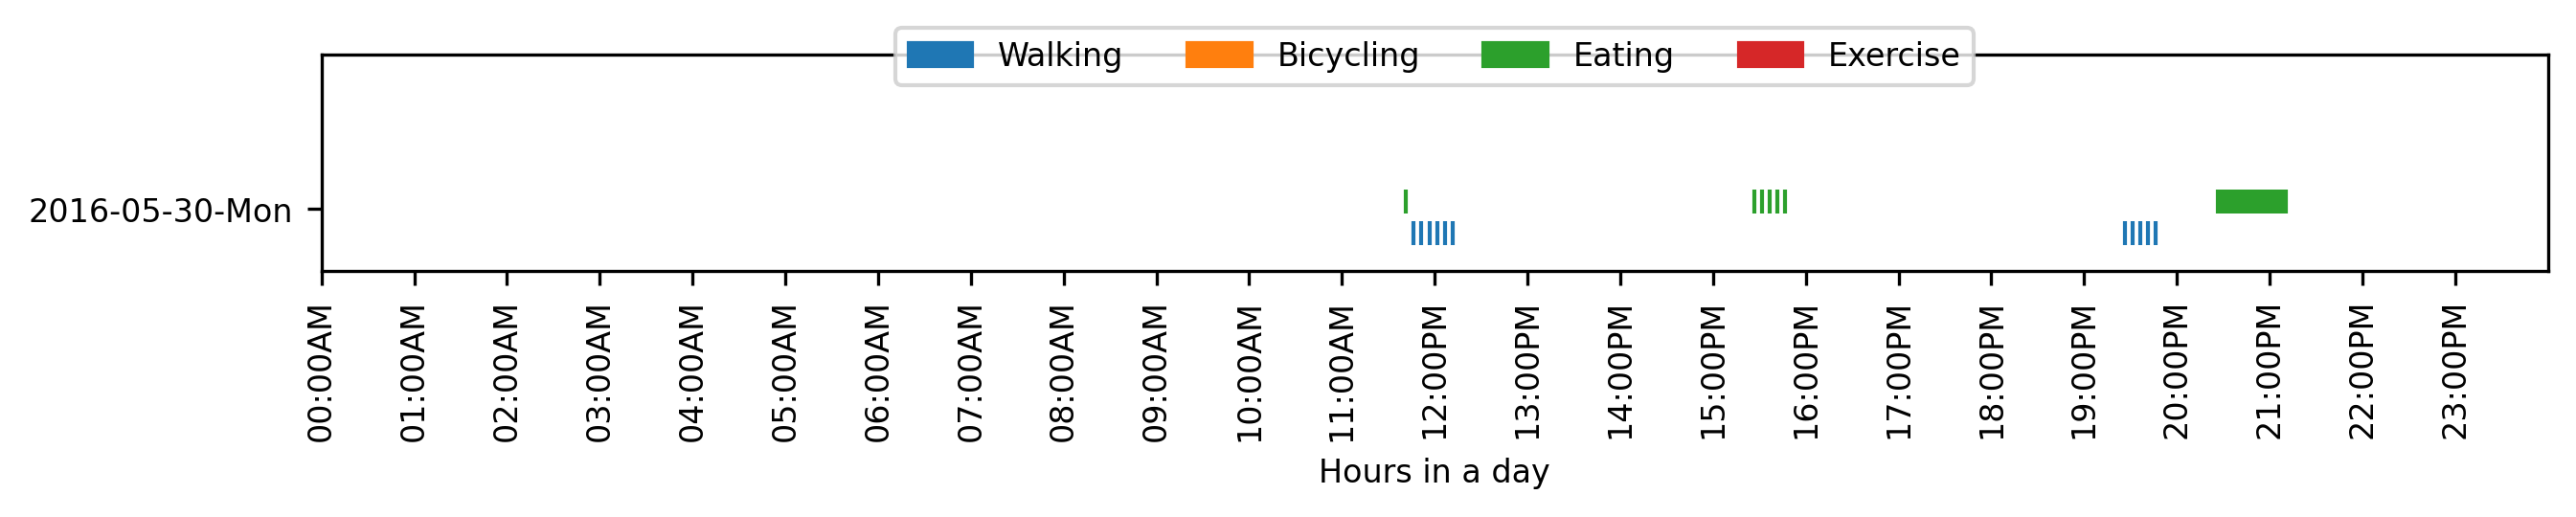 Walking Bicycling Eating Exercise
2016-05-30-Mon
00:00AM 01:00AM 02:00AM 03:00AM 04:00AM 05:00AM 06:00AM 07:00AM 08:00AM 09:00AM 10:00AM 11:00AM 12:00PM 13:00PM 14:00PM 15:00PM 16:00PM 17:00PM 18:00PM 19:00PM 20:00PM 21:00PM 22:00PM 23:00PM
Hours in a day